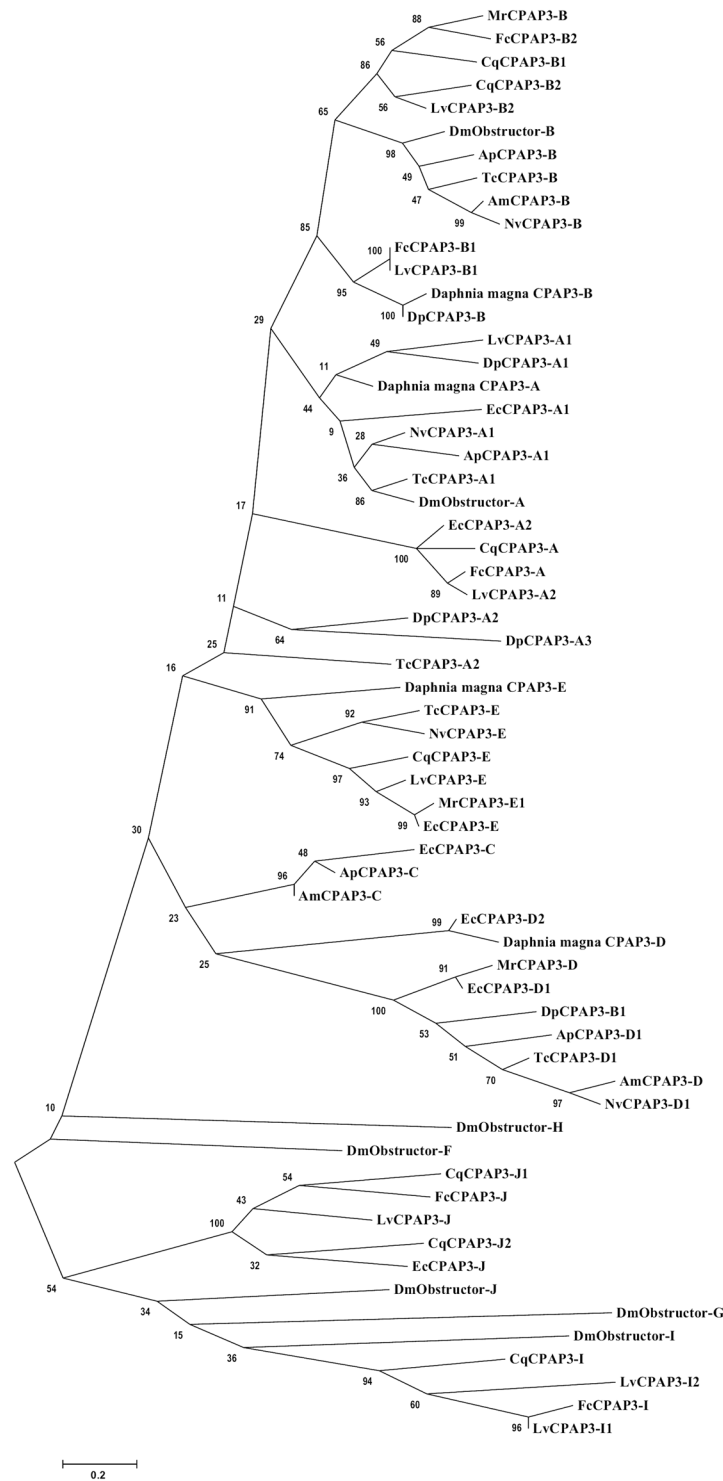 88
MrCPAP3-B
FcCPAP3-B2
56
CqCPAP3-B1
86
CqCPAP3-B2
56
LvCPAP3-B2
65
DmObstructor-B
98
ApCPAP3-B
49
TcCPAP3-B
47
AmCPAP3-B
99
NvCPAP3-B
85
100
FcCPAP3-B1
LvCPAP3-B1
95
Daphnia magna CPAP3-B
100
DpCPAP3-B
29
49
LvCPAP3-A1
DpCPAP3-A1
11
Daphnia magna CPAP3-A
44
EcCPAP3-A1
9
28
NvCPAP3-A1
ApCPAP3-A1
36
TcCPAP3-A1
86
DmObstructor-A
17
EcCPAP3-A2
100
CqCPAP3-A
FcCPAP3-A
89
LvCPAP3-A2
11
DpCPAP3-A2
64
DpCPAP3-A3
25
TcCPAP3-A2
16
Daphnia magna CPAP3-E
91
92
TcCPAP3-E
NvCPAP3-E
74
CqCPAP3-E
97
LvCPAP3-E
93
MrCPAP3-E1
99
EcCPAP3-E
30
48
EcCPAP3-C
ApCPAP3-C
96
AmCPAP3-C
23
99
EcCPAP3-D2
Daphnia magna CPAP3-D
25
91
MrCPAP3-D
EcCPAP3-D1
100
DpCPAP3-B1
53
ApCPAP3-D1
51
TcCPAP3-D1
70
AmCPAP3-D
97
NvCPAP3-D1
10
DmObstructor-H
DmObstructor-F
54
CqCPAP3-J1
FcCPAP3-J
43
LvCPAP3-J
100
CqCPAP3-J2
32
EcCPAP3-J
54
DmObstructor-J
34
DmObstructor-G
15
DmObstructor-I
36
CqCPAP3-I
94
LvCPAP3-I2
60
FcCPAP3-I
96
LvCPAP3-I1
0.2